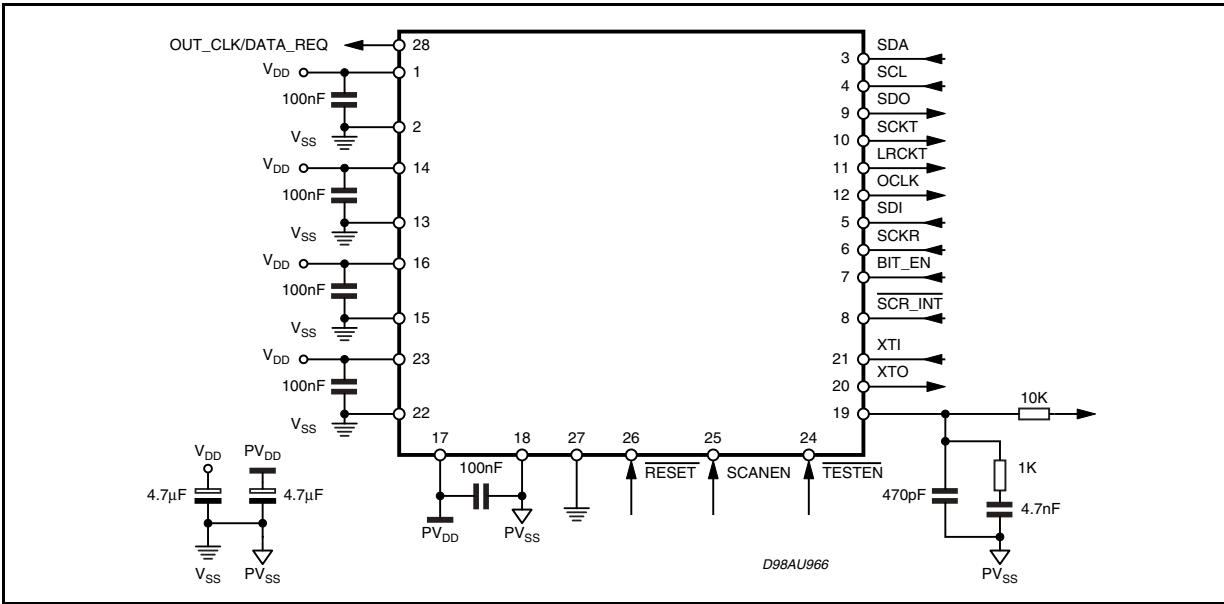 OUT_CLK/DATA_REQ
28
VDD
1
100nF
VSS
2
VDD
14
100nF
VSS
13
VDD
16
100nF
VSS
15
VDD
23
100nF
VSS
22
3
SDA
4
SCL
9
SDO
10
SCKT
11
LRCKT
12
OCLK
5
SDI
6
SCKR
7
BIT_EN
8
SCR_INT
21
XTI
20
XTO
19
10K
1K
470pF
4.7nF
PVSS
17
18
27
26
25
24
100nF
RESET
SCANEN
TESTEN
PVDD
PVSS
VDD
PVDD
4.7µF
4.7µF
VSS
PVSS
D98AU966